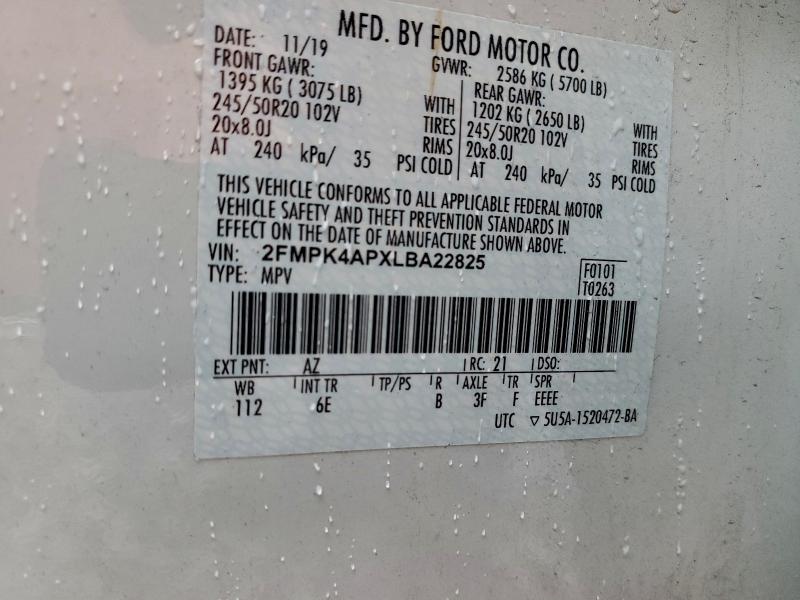 MFD. BY FORD MOTOR CO.
DATE: 11/19 GVWR: 2586 KG ( 5700 LB)
FRONT GAWR: REAR GAWR:
1395 KG ( 3075 LB) WITH 1202 KG ( 2650 LB) WITH
245/50R20 102V TIRES 245/50R20 102V TIRES
20x8.0J RIMS 20x8.0J RIMS
AT 240 kPa/ 35 PSI COLD AT 240 kPa/ 35 PSI COLD
THIS VEHICLE CONFORMS TO ALL APPLICABLE FEDERAL MOTOR
VEHICLE SAFETY AND THEFT PREVENTION STANDARDS IN
EFFECT ON THE DATE OF MANUFACTURE SHOWN ABOVE.
VIN: 2FMPK4APXLBA22825
TYPE: MPV
F0101
T0263
EXT PNT: AZ RC: 21 DSO:
WB INT TR TP/PS R AXLE TR SPR
112 6E B 3F F EEEE
UTC ▽ 5U5A-1520472-BA